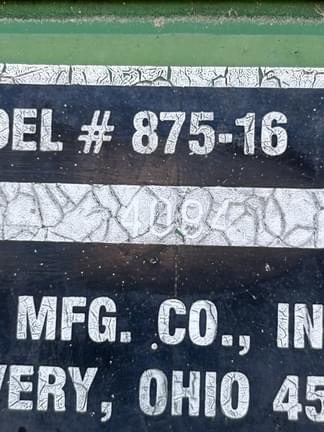 DEL # 875-16
MFG. CO., IN
VERY, OHIO 45